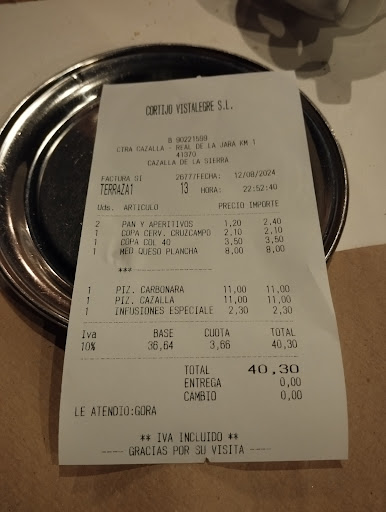 CORTIJO VISTALEGRE S.L.
B 90221559
CTRA CAZALLA - REAL DE LA JARA KM 1
41370
CAZALLA DE LA SIERRA
FACTURA SI 2677/FECHA: 12/08/2024
TERRAZA1 13 HORA: 22:52:40
Uds. ARTICULO PRECIO IMPORTE
2 PAN Y APERITIVOS 1,20 2,40
1 COPA CERV. CRUZCAMPO 2,10 2,10
1 COPA COL 40 3,50 3,50
1 MED QUESO PLANCHA 8,00 8,00
*** -----------
1 PIZ. CARBONARA 11,00 11,00
1 PIZ. CAZALLA 11,00 11,00
1 INFUSIONES ESPECIALE 2,30 2,30
Iva BASE CUOTA TOTAL
10% 36,64 3,66 40,30
TOTAL 40,30
ENTREGA 0,00
CAMBIO 0,00
LE ATENDIO:GORA
** IVA INCLUIDO **
----- GRACIAS POR SU VISITA -----